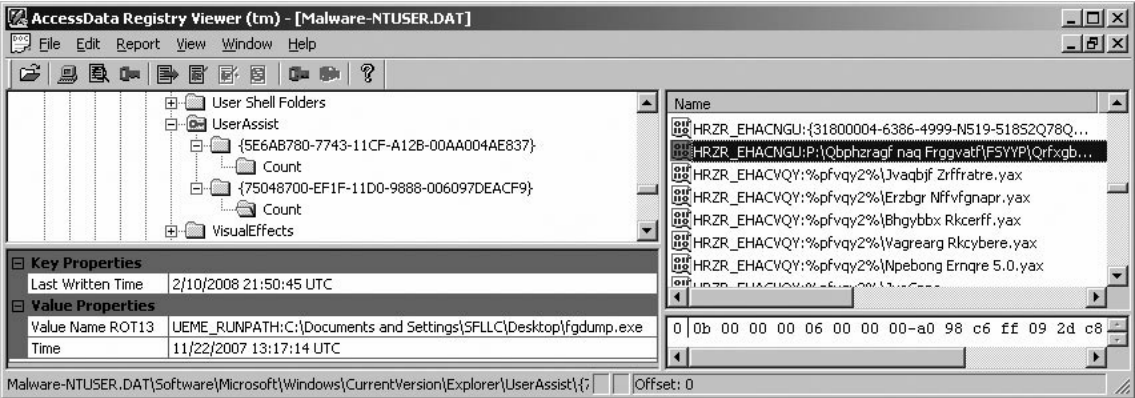 AccessData Registry Viewer (tm) - [Malware-NTUSER.DAT]
File Edit Report View Window Help
User Shell Folders
UserAssist
{5E6AB780-7743-11CF-A12B-00AA004AE837}
Count
{75048700-EF1F-11D0-9888-006097DEACF9}
Count
VisualEffects
Key Properties
Last Written Time 2/10/2008 21:50:45 UTC
Value Properties
Value Name ROT13 UEME_RUNPATH:C:\Documents and Settings\SFLLC\Desktop\fgdump.exe
Time 11/22/2007 13:17:14 UTC
Name
HRZR_EHACNGU:{31800004-6386-4999-N519-51852Q78Q...
HRZR_EHACNGU:P:\Qbphzragf naq Frggvatf\FSYYP\Qrfxgb...
HRZR_EHACVQY:%pfvqy2%\Jvaqbjf Zrffratre.yax
HRZR_EHACVQY:%pfvqy2%\Erzbgr Nffvfgnapr.yax
HRZR_EHACVQY:%pfvqy2%\Bhgybbx Rkcerff.yax
HRZR_EHACVQY:%pfvqy2%\Vagrearg Rkcybere.yax
HRZR_EHACVQY:%pfvqy2%\Npebong Ernqre 5.0.yax
0 0b 00 00 00 06 00 00 00-a0 98 c6 ff 09 2d c8
Malware-NTUSER.DAT\Software\Microsoft\Windows\CurrentVersion\Explorer\UserAssist\{7 Offset: 0